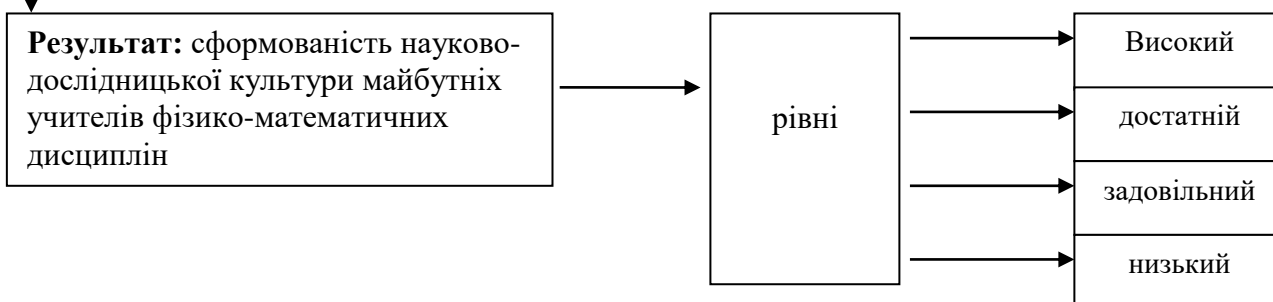 Результат: сформованість науково-
дослідницької культури майбутніх
учителів фізико-математичних
дисциплін
рівні
Високий
достатній
задовільний
низький